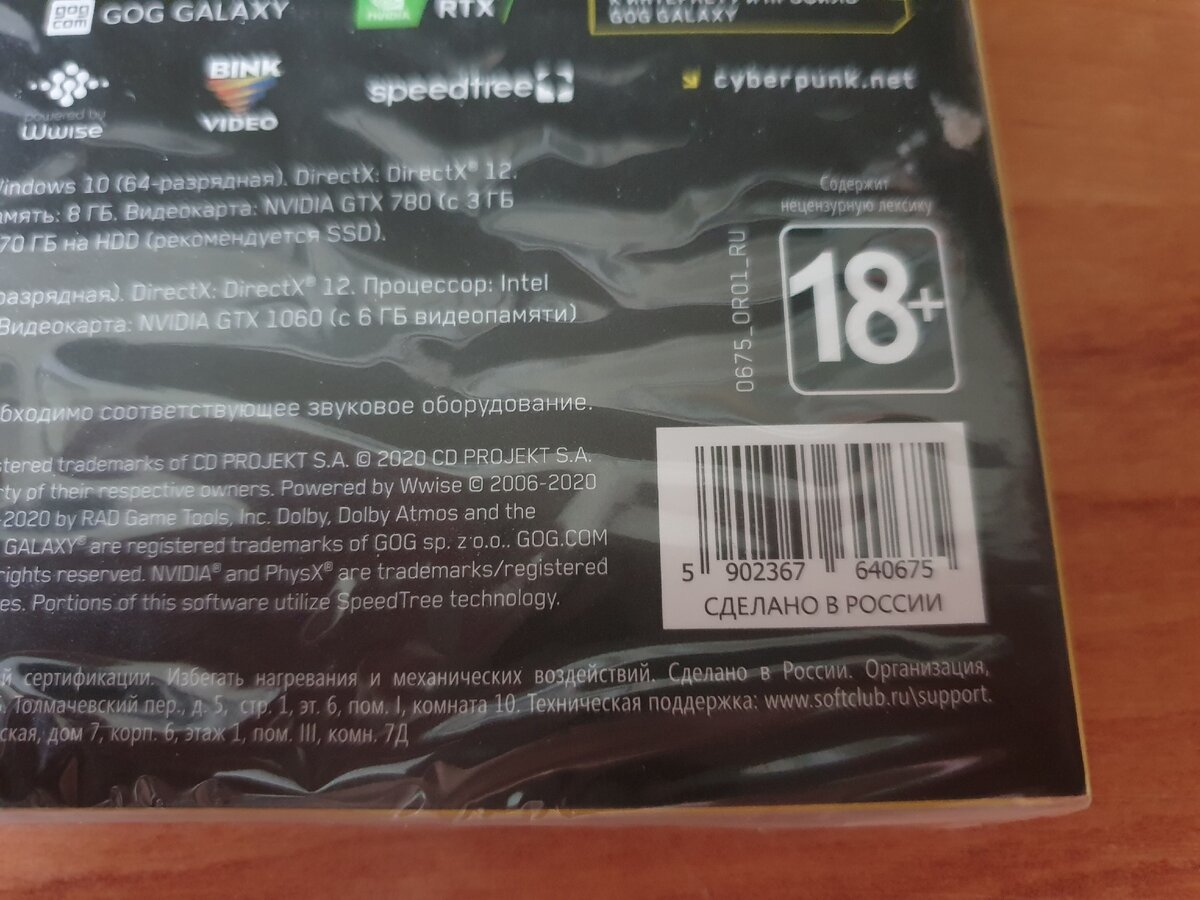 gog
com GOG GALAXY
NVIDIA
RTX
К ИНТЕРНЕТУ И ПРОФИЛЮ
GOG GALAXY
powered by
Wwise
BINK
VIDEO
speedtree
cyberpunk.net
Windows 10 (64-разрядная). DirectX: DirectX® 12.
8 ГБ. Видеокарта: NVIDIA GTX 780 (с 3 ГБ
70 ГБ на HDD (рекомендуется SSD).
разрядная). DirectX: DirectX® 12. Процессор: Intel
Видеокарта: NVIDIA GTX 1060 (с 6 ГБ видеопамяти)
бходимо соответствующее звуковое оборудование.
stered trademarks of CD PROJEKT S.A. © 2020 CD PROJEKT S.A.
rty of their respective owners. Powered by Wwise © 2006-2020
-2020 by RAD Game Tools, Inc. Dolby, Dolby Atmos and the
GALAXY® are registered trademarks of GOG sp. z o.o.. GOG.COM
rights reserved. NVIDIA® and PhysX® are trademarks/registered
es. Portions of this software utilize SpeedTree technology.
Содержит
нецензурную лексику
18+
0675_OR01_RU
5 902367 640675
СДЕЛАНО В РОССИИ
й сертификации. Избегать нагревания и механических воздействий. Сделано в России. Организация,
Толмачевский пер., д. 5, стр. 1, эт. 6, пом. I, комната 10. Техническая поддержка: www.softclub.ru\support.
ская, дом 7, корп. 6, этаж 1, пом. III, комн. 7Д